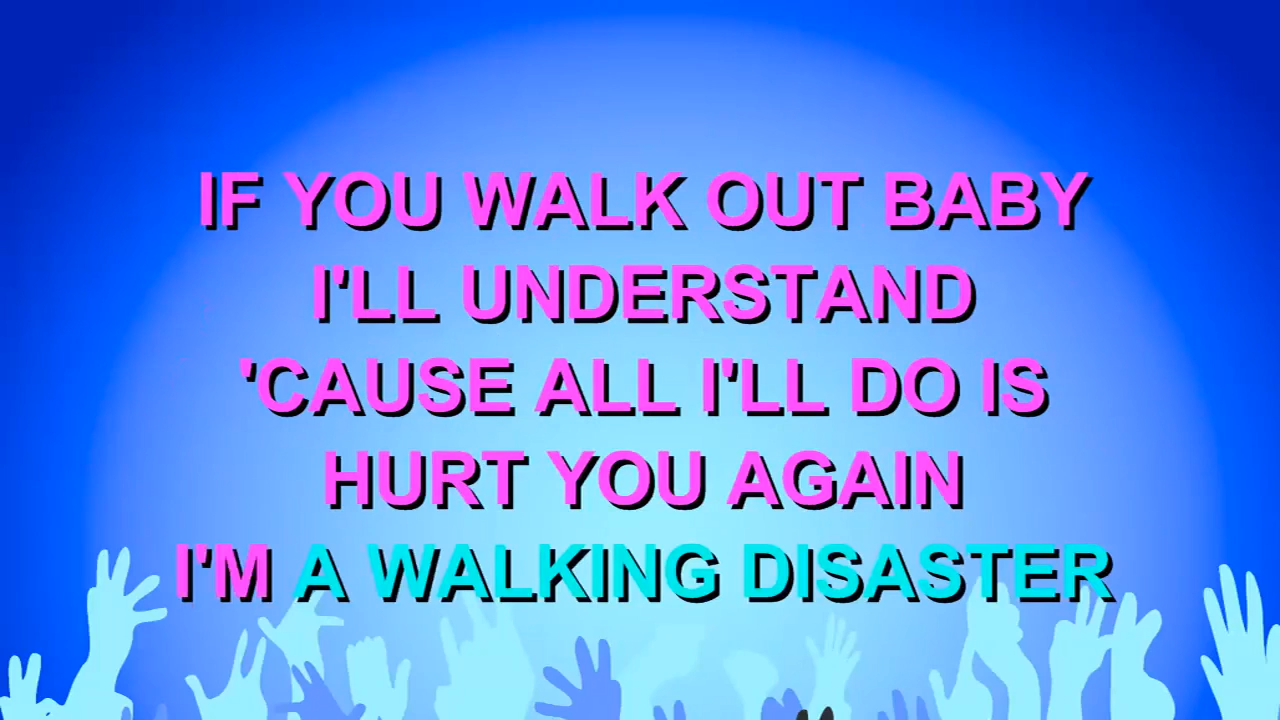 IF YOU WALK OUT BABY
I'LL UNDERSTAND
'CAUSE ALL I'LL DO IS
HURT YOU AGAIN
I'M A WALKING DISASTER